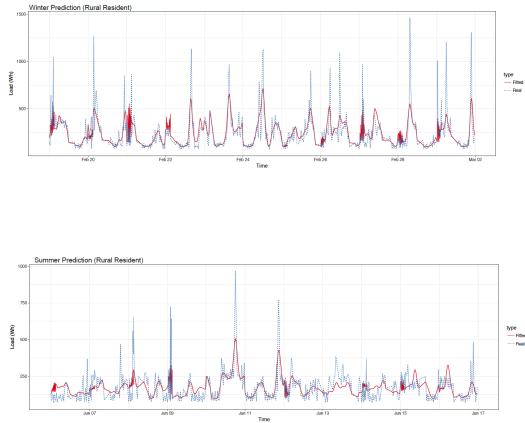 Winter Prediction (Rural Resident)
1500
1000
500
Load (Wh)
Feb 20
Feb 22
Feb 24
Feb 26
Feb 28
Mar 02
Time
type
Fitted
Real
Summer Prediction (Rural Resident)
1000
750
500
250
Load (Wh)
Jun 07
Jun 09
Jun 11
Jun 13
Jun 15
Jun 17
Time
type
Fitte
Real